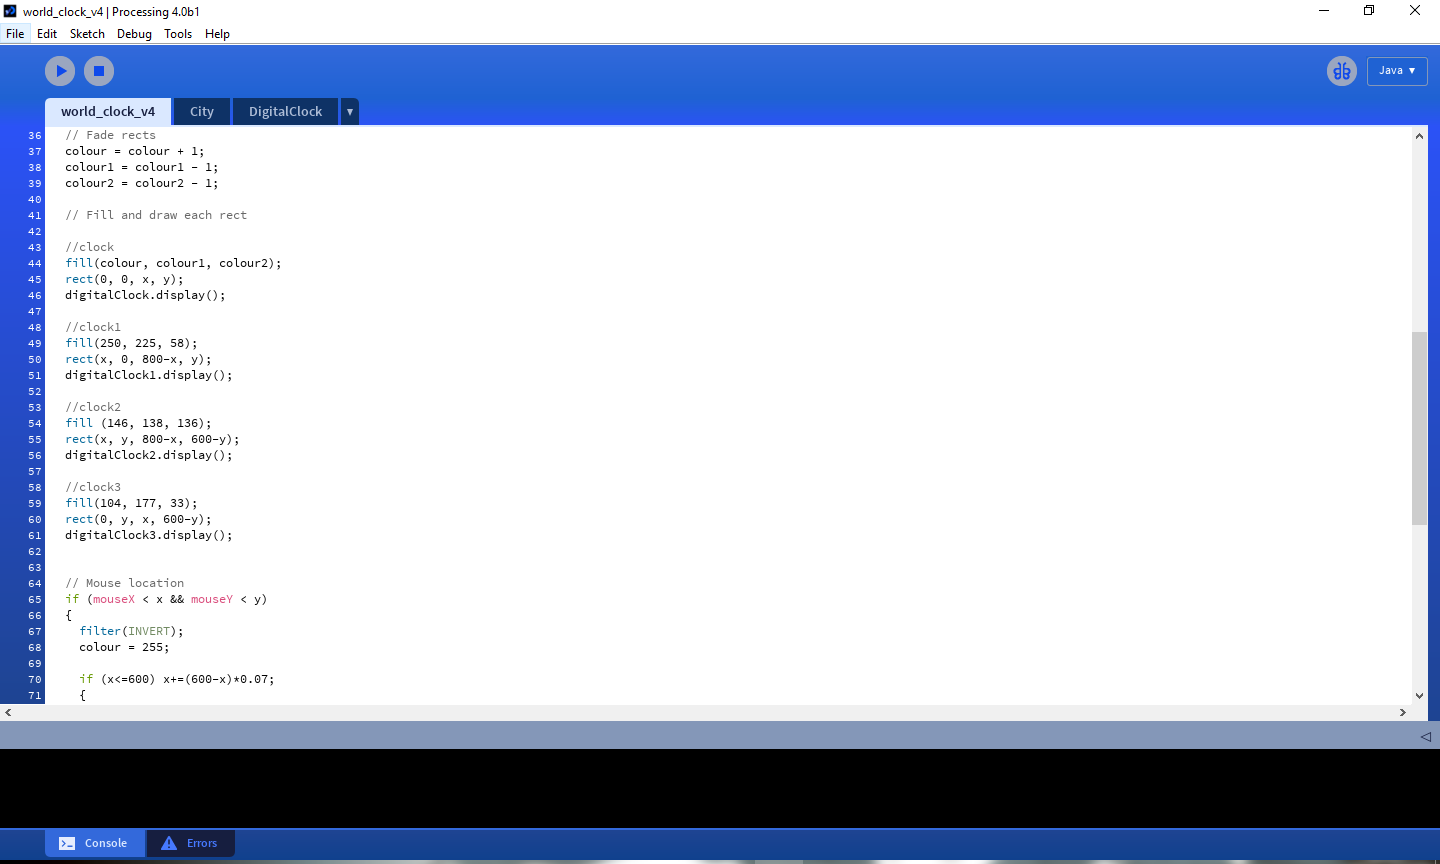 world_clock_v4 | Processing 4.0b1
File Edit Sketch Debug Tools Help
Java ▼
world_clock_v4 City DigitalClock ▼
36 // Fade rects
37 colour = colour + 1;
38 colour1 = colour1 - 1;
39 colour2 = colour2 - 1;
40
41 // Fill and draw each rect
42
43 //clock
44 fill(colour, colour1, colour2);
45 rect(0, 0, x, y);
46 digitalClock.display();
47
48 //clock1
49 fill(250, 225, 58);
50 rect(x, 0, 800-x, y);
51 digitalClock1.display();
52
53 //clock2
54 fill (146, 138, 136);
55 rect(x, y, 800-x, 600-y);
56 digitalClock2.display();
57
58 //clock3
59 fill(104, 177, 33);
60 rect(0, y, x, 600-y);
61 digitalClock3.display();
62
63
64 // Mouse location
65 if (mouseX < x && mouseY < y)
66 {
67 filter(INVERT);
68 colour = 255;
69
70 if (x<=600) x+=(600-x)*0.07;
71 {
Console Errors